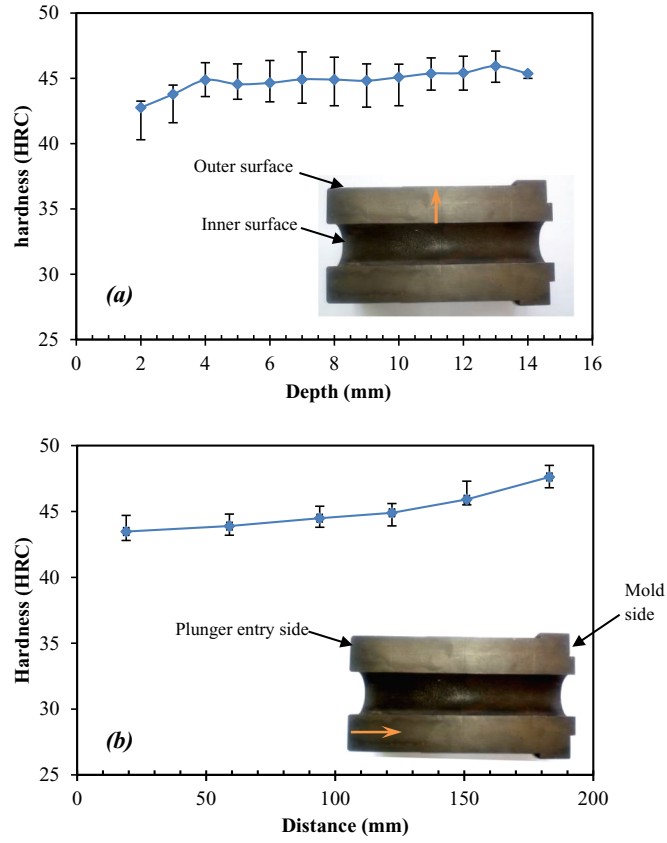 50
45
40
35
30
25
hardness (HRC)
Outer surface
Inner surface
(a)
0 2 4 6 8 10 12 14 16
Depth (mm)
50
45
40
35
30
25
Hardness (HRC)
Mold
side
Plunger entry side
(b)
0 50 100 150 200
Distance (mm)